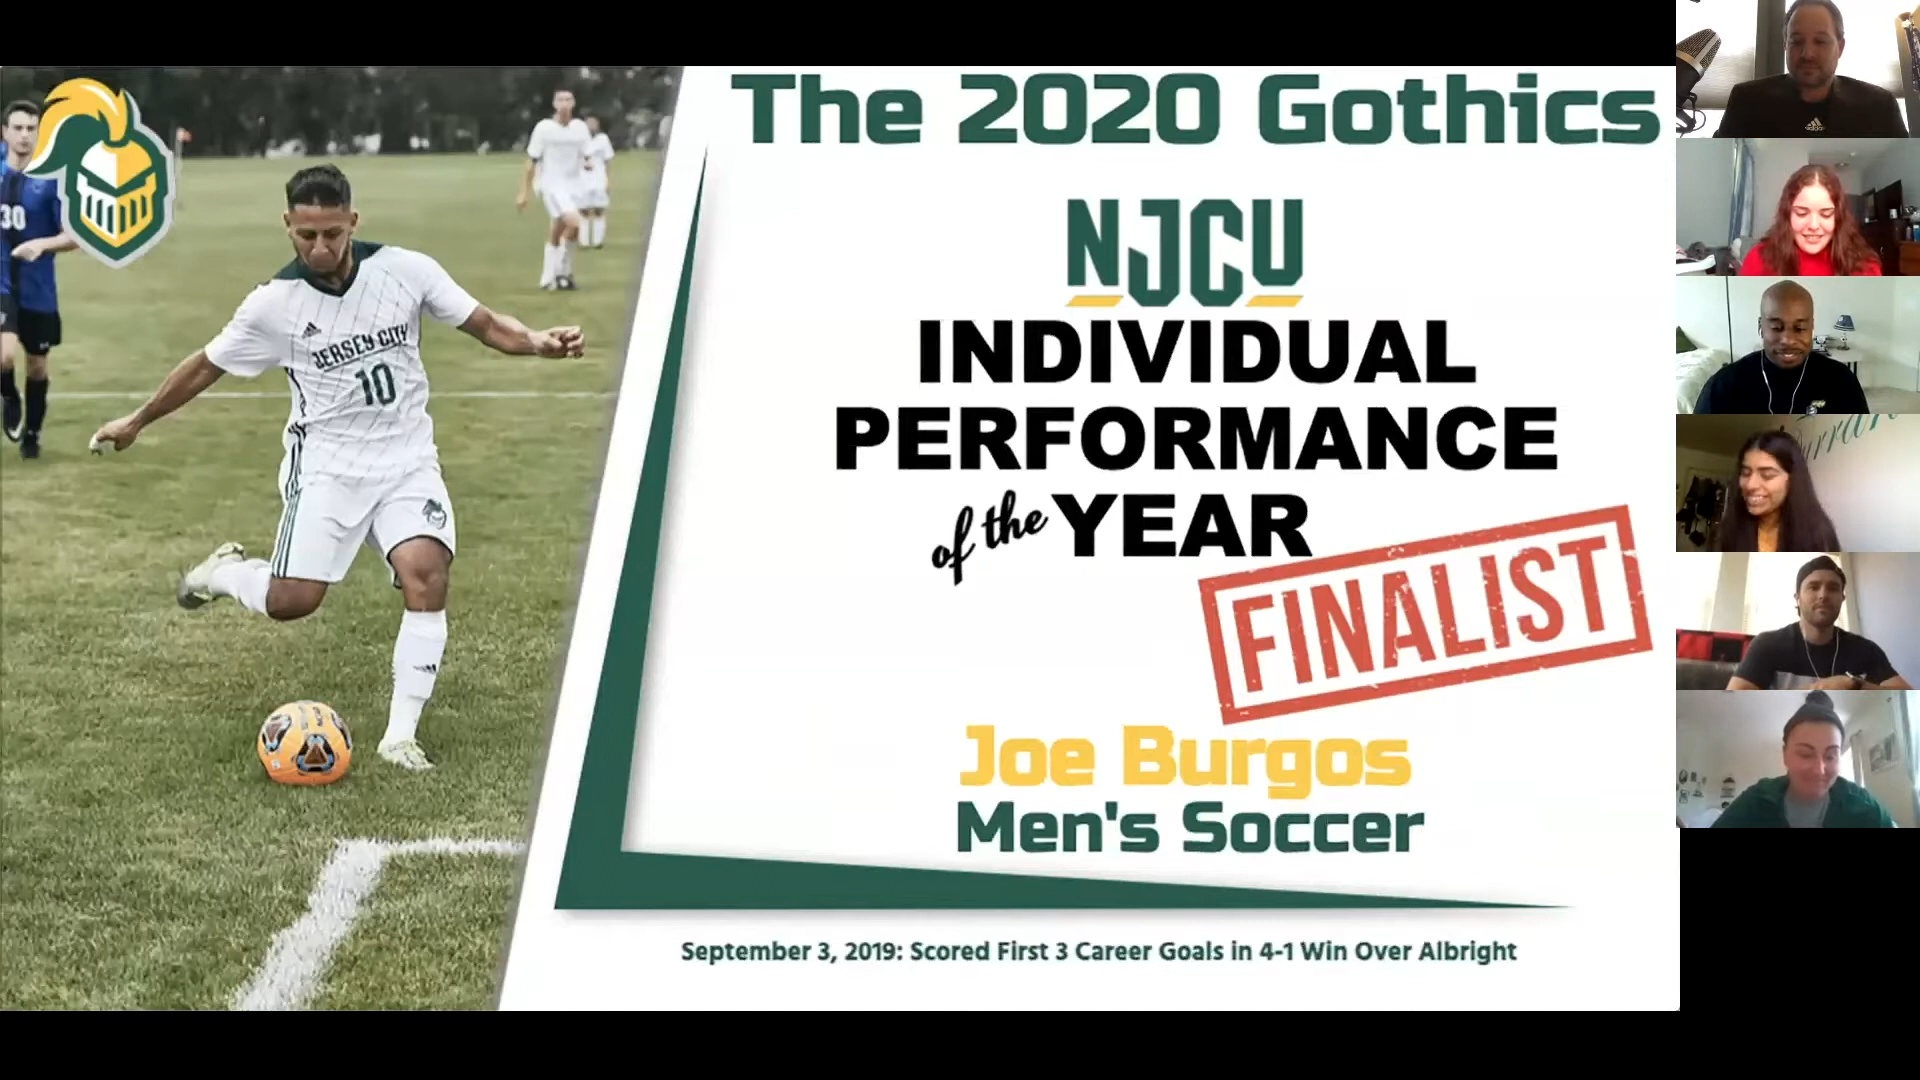 The 2020 Gothics
NJCU
INDIVIDUAL
PERFORMANCE
of the YEAR
FINALIST
Joe Burgos
Men's Soccer
September 3, 2019: Scored First 3 Career Goals in 4-1 Win Over Albright
JERSEY CITY
10
30
adidas